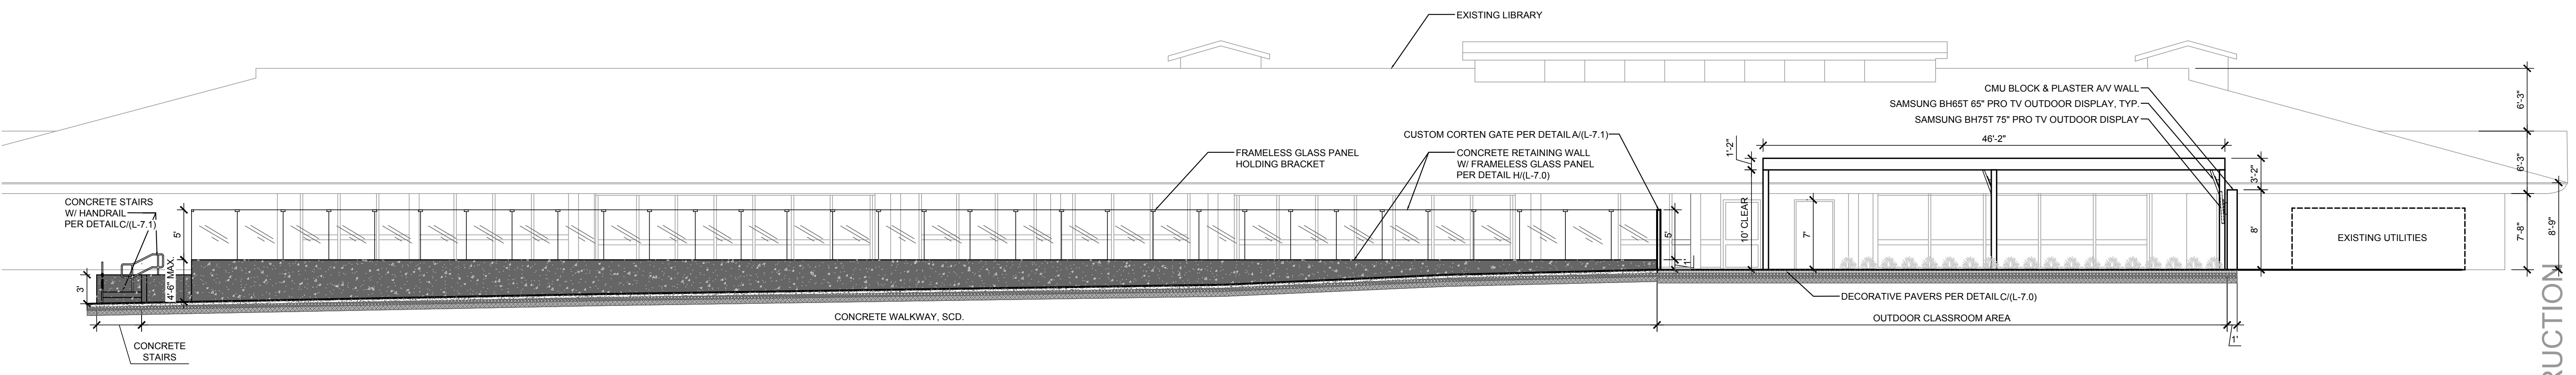 EXISTING LIBRARY
CMU BLOCK & PLASTER A/V WALL
SAMSUNG BH65T 65" PRO TV OUTDOOR DISPLAY, TYP.
SAMSUNG BH75T 75" PRO TV OUTDOOR DISPLAY
6'-3"
CUSTOM CORTEN GATE PER DETAIL A/(L-7.1)
46'-2"
1'-2"
FRAMELESS GLASS PANEL
HOLDING BRACKET
CONCRETE RETAINING WALL
W/ FRAMELESS GLASS PANEL
PER DETAIL H/(L-7.0)
3'-2"
6'-3"
CONCRETE STAIRS
W/ HANDRAIL
PER DETAIL C/(L-7.1)
5'
5'
10' CLEAR
7'
8'
7'-8"
8'-9"
EXISTING UTILITIES
3'
4'-6" MAX.
1'
1'
DECORATIVE PAVERS PER DETAIL C/(L-7.0)
CONCRETE WALKWAY, SCD.
OUTDOOR CLASSROOM AREA
1'
CONCRETE
STAIRS
RUCTION